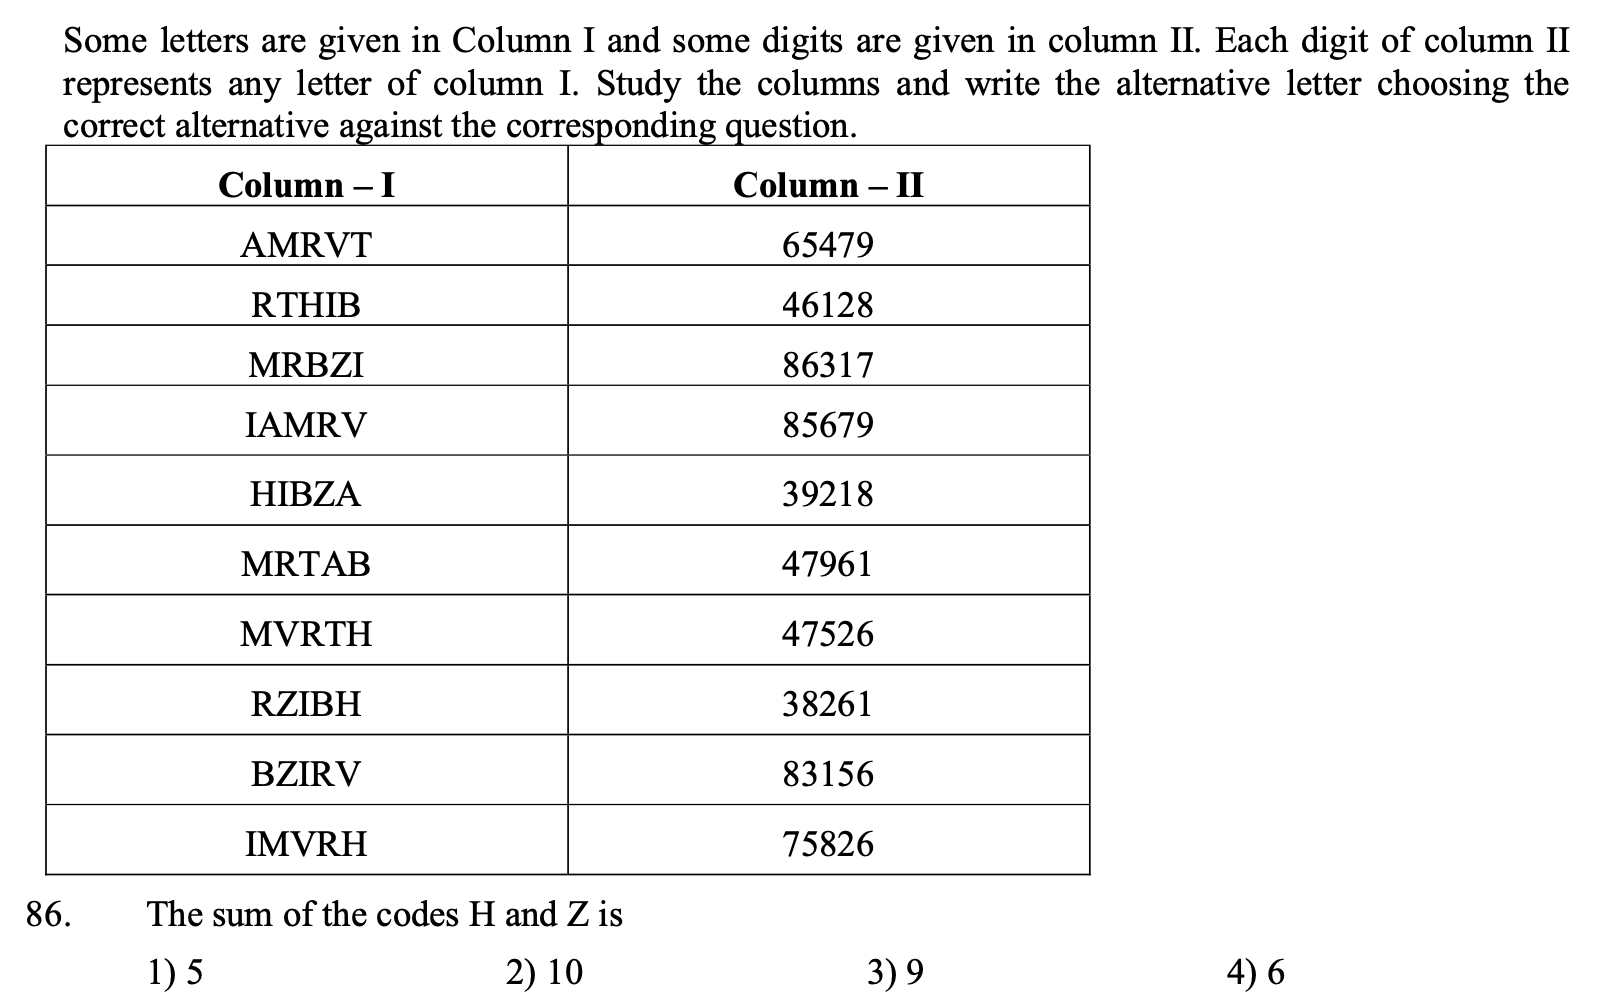 Some letters are given in Column I and some digits are given in column II. Each digit of column II
represents any letter of column I. Study the columns and write the alternative letter choosing the
correct alternative against the corresponding question.
Column – I Column – II
AMRVT 65479
RTHIB 46128
MRBZI 86317
IAMRV 85679
HIBZA 39218
MRTAB 47961
MVRTH 47526
RZIBH 38261
BZIRV 83156
IMVRH 75826
86. The sum of the codes H and Z is
1) 5 2) 10 3) 9 4) 6